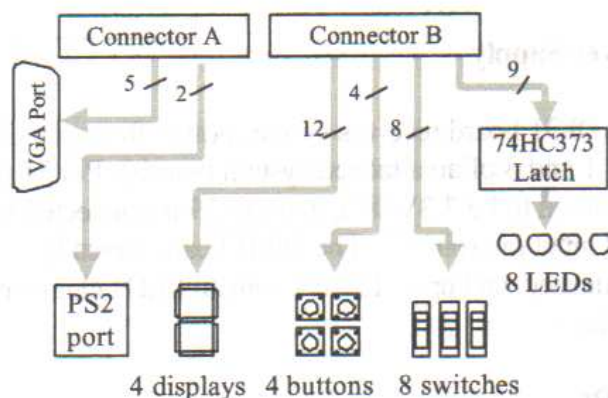 Connector A
Connector B
5
2
12
4
8
9
VGA Port
74HC373
Latch
8 LEDs
PS2
port
4 displays
4 buttons
8 switches